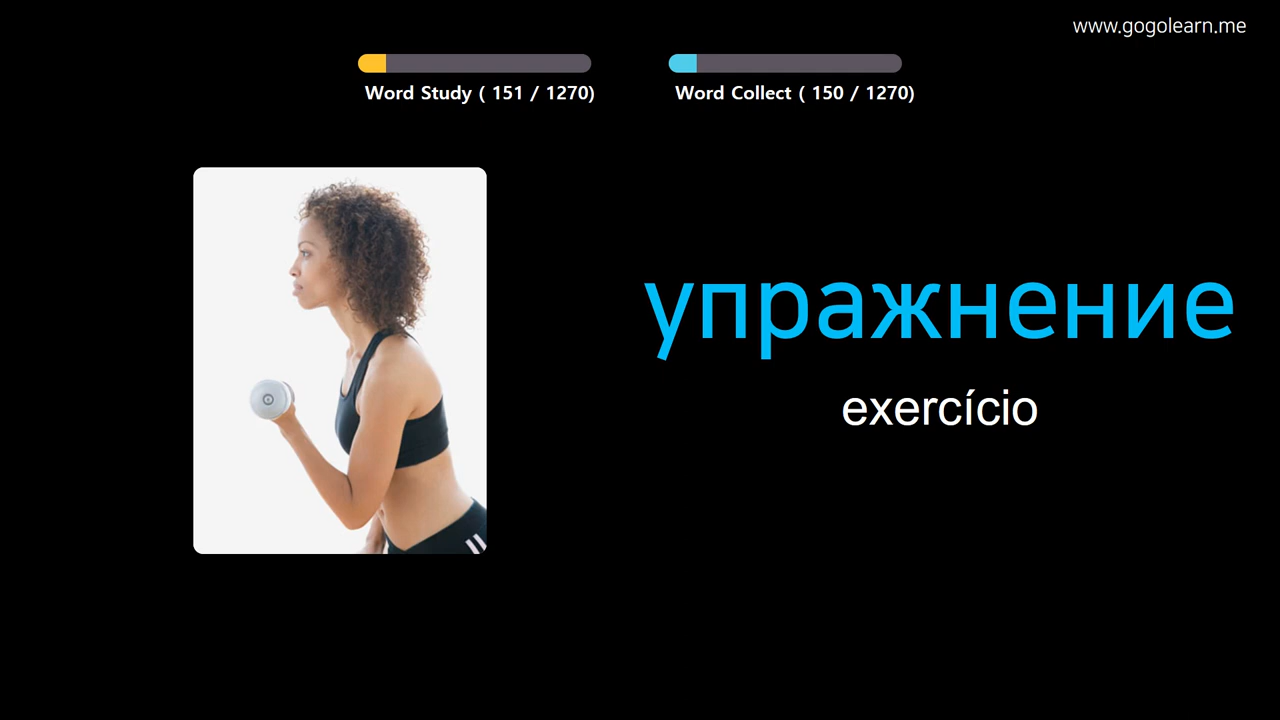 www.gogolearn.me
Word Study ( 151 / 1270)
Word Collect ( 150 / 1270)
упражнение
exercício